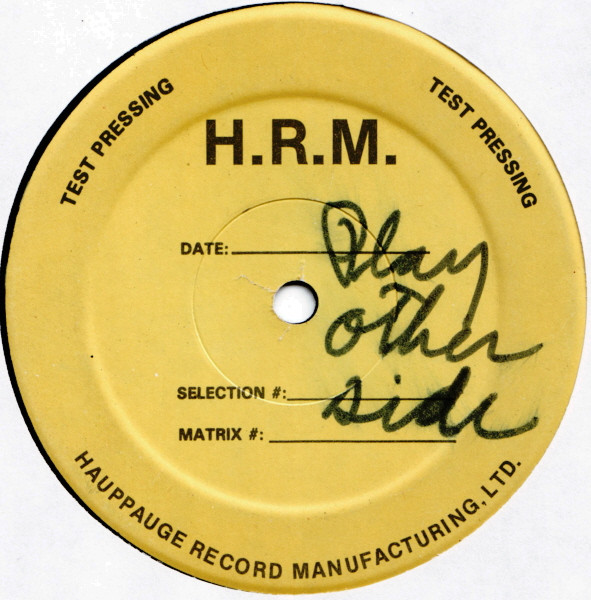 TEST PRESSING
TEST PRESSING
H.R.M.
DATE:
Play
other
SELECTION #:
side
MATRIX #:
HAUPPAUGE RECORD MANUFACTURING, LTD.